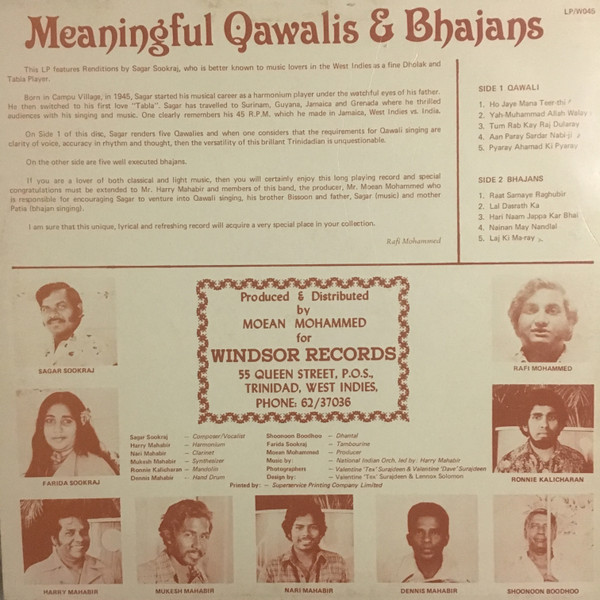 Meaningful Qawalis & Bhajans
LP/W045
This LP features Renditions by Sagar Sookraj, who is better known to music lovers in the West Indies as a fine Dholak and
Tabla Player.
Born in Campu Village, in 1945, Sagar started his musical career as a harmonium player under the watchful eyes of his father.
He then switched to his first love "Tabla". Sagar has travelled to Surinam, Guyana, Jamaica and Grenada where he thrilled
audiences with his singing and music. One clearly remembers his 45 R.P.M. which he made in Jamaica, West Indies vs. India.
On Side 1 of this disc, Sagar renders five Qawalies and when one considers that the requirements for Qawali singing are
clarity of voice, accuracy in rhythm and thought, then the versatility of this brilliant Trinidadian is unquestionable.
On the other side are five well executed bhajans.
If you are a lover of both classical and light music, then you will certainly enjoy this long playing record and special
congratulations must be extended to Mr. Harry Mahabir and members of this band, the producer, Mr. Moean Mohammed who
is responsible for encouraging Sagar to venture into Qawali singing, his brother Bissoon and father, Sagar (music) and mother
Patia (bhajan singing).
I am sure that this unique, lyrical and refreshing record will acquire a very special place in your collection.
Rafi Mohammed
SIDE 1 QAWALI
1. Ho Jaye Mana Teer-thi
2. Yah-Muhammad Allah
3. Tum Rab Kay Raj Dularay
4. Aan Paray Serdar Nabi-ji
5. Pyaray Ahamad Ki Pyaray
SIDE 2 BHAJANS
1. Raat Samaye Raghubir
2. Lal Dasrath Ka
3. Hari Naam Jappa Kar Bhai
4. Nainan May Nandlal
5. Laj Ki Ma-ray
Produced & Distributed
by
MOEAN MOHAMMED
for
WINDSOR RECORDS
55 QUEEN STREET, P.O.S.,
TRINIDAD, WEST INDIES,
PHONE: 62/37036
SAGAR SOOKRAJ
RAFI MOHAMMED
FARIDA SOOKRAJ
RONNIE KALICHARAN
Sagar Sookraj — Composer/Vocalist
Harry Mahabir — Harmonium
Nari Mahabir — Clarinet
Mukesh Mahabir — Synthesizer
Ronnie Kalicharan — Mandolin
Dennis Mahabir — Hand Drum
Shoonoon Boodhoo — Dhantal
Farida Sookraj — Tambourine
Moean Mohammed — Producer
Music by: — National Indian Orch. led by: Harry Mahabir
Photographers — Valentine 'Tex' Surajdeen & Valentine 'Dave' Surajdeen
Design by: — Valentine 'Tex' Surajdeen & Lennox Solomon
Printed by: — Superservice Printing Company Limited
HARRY MAHABIR
MUKESH MAHABIR
NARI MAHABIR
DENNIS MAHABIR
SHOONOON BOODHOO